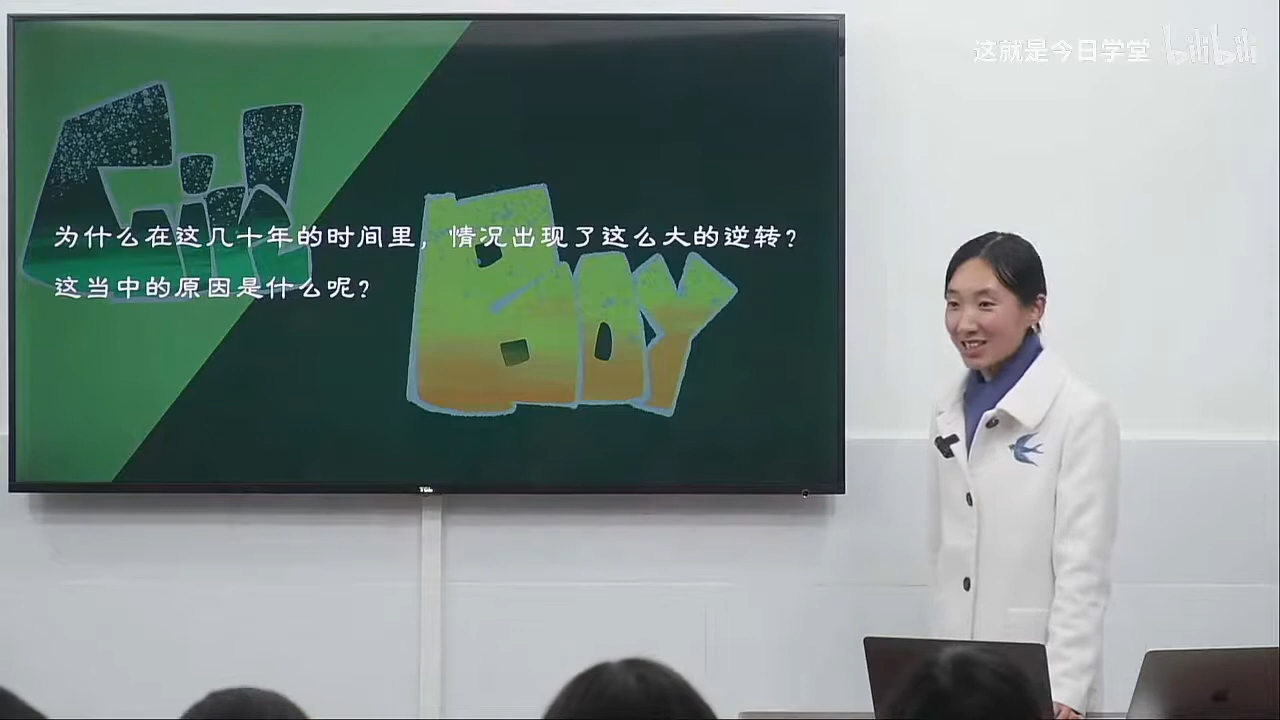 这就是今日学堂 bilibili
为什么在这几十年的时间里，情况出现了这么大的逆转？
这当中的原因是什么呢？
Girl
Boy
TCL